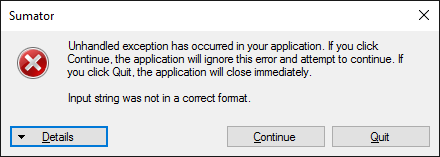 Sumator
Unhandled exception has occurred in your application. If you click
Continue, the application will ignore this error and attempt to continue. If
you click Quit, the application will close immediately.
Input string was not in a correct format.
Details
Continue
Quit